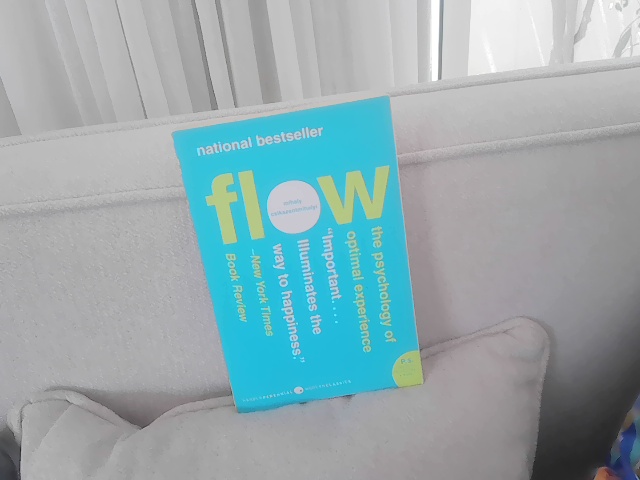 national bestseller
flow
the psychology of
optimal experience
"Important. . . .
Illuminates the
way to happiness."
–New York Times
Book Review
P.S.